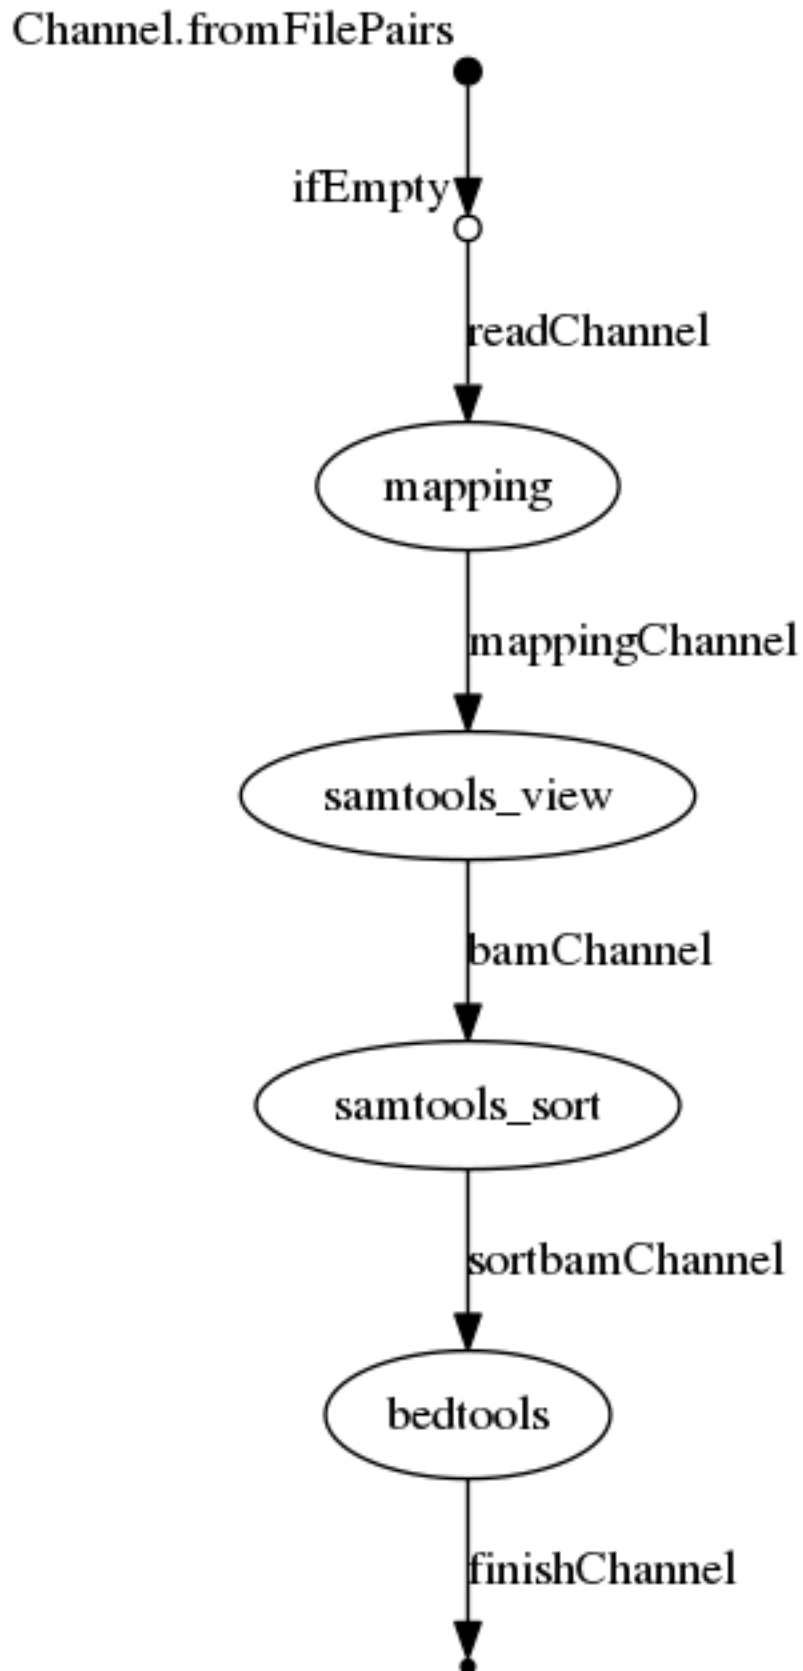 Channel.fromFilePairs
ifEmpty
readChannel
mapping
mappingChannel
samtools_view
bamChannel
samtools_sort
sortbamChannel
bedtools
finishChannel